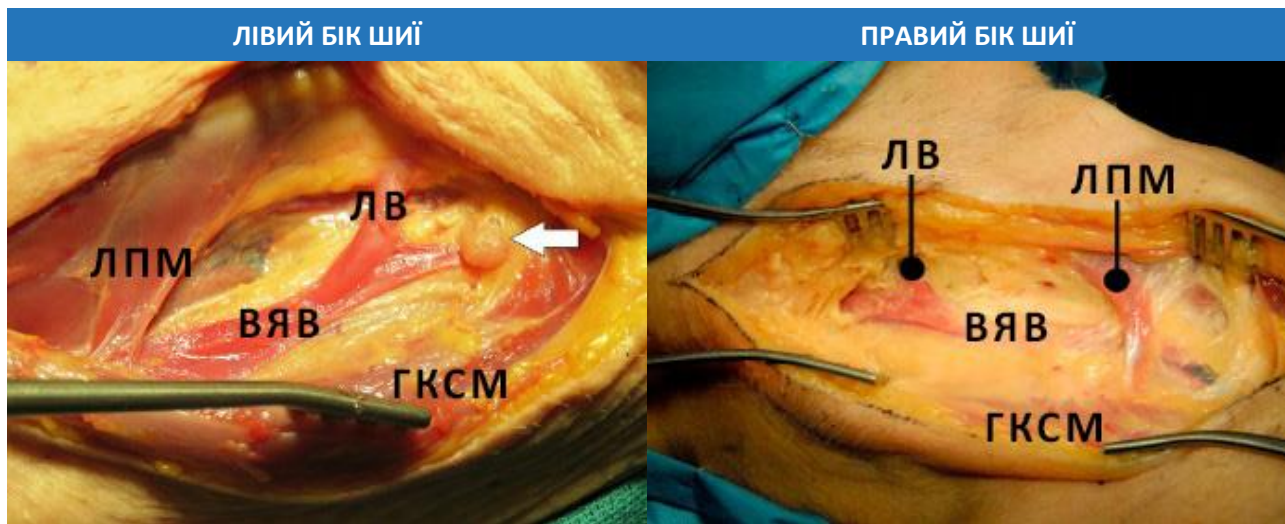 ЛІВИЙ БІК ШИЇ
ПРАВИЙ БІК ШИЇ
ЛВ
ЛПМ
ВЯВ
ГКСМ
ЛВ
ЛПМ
ВЯВ
ГКСМ